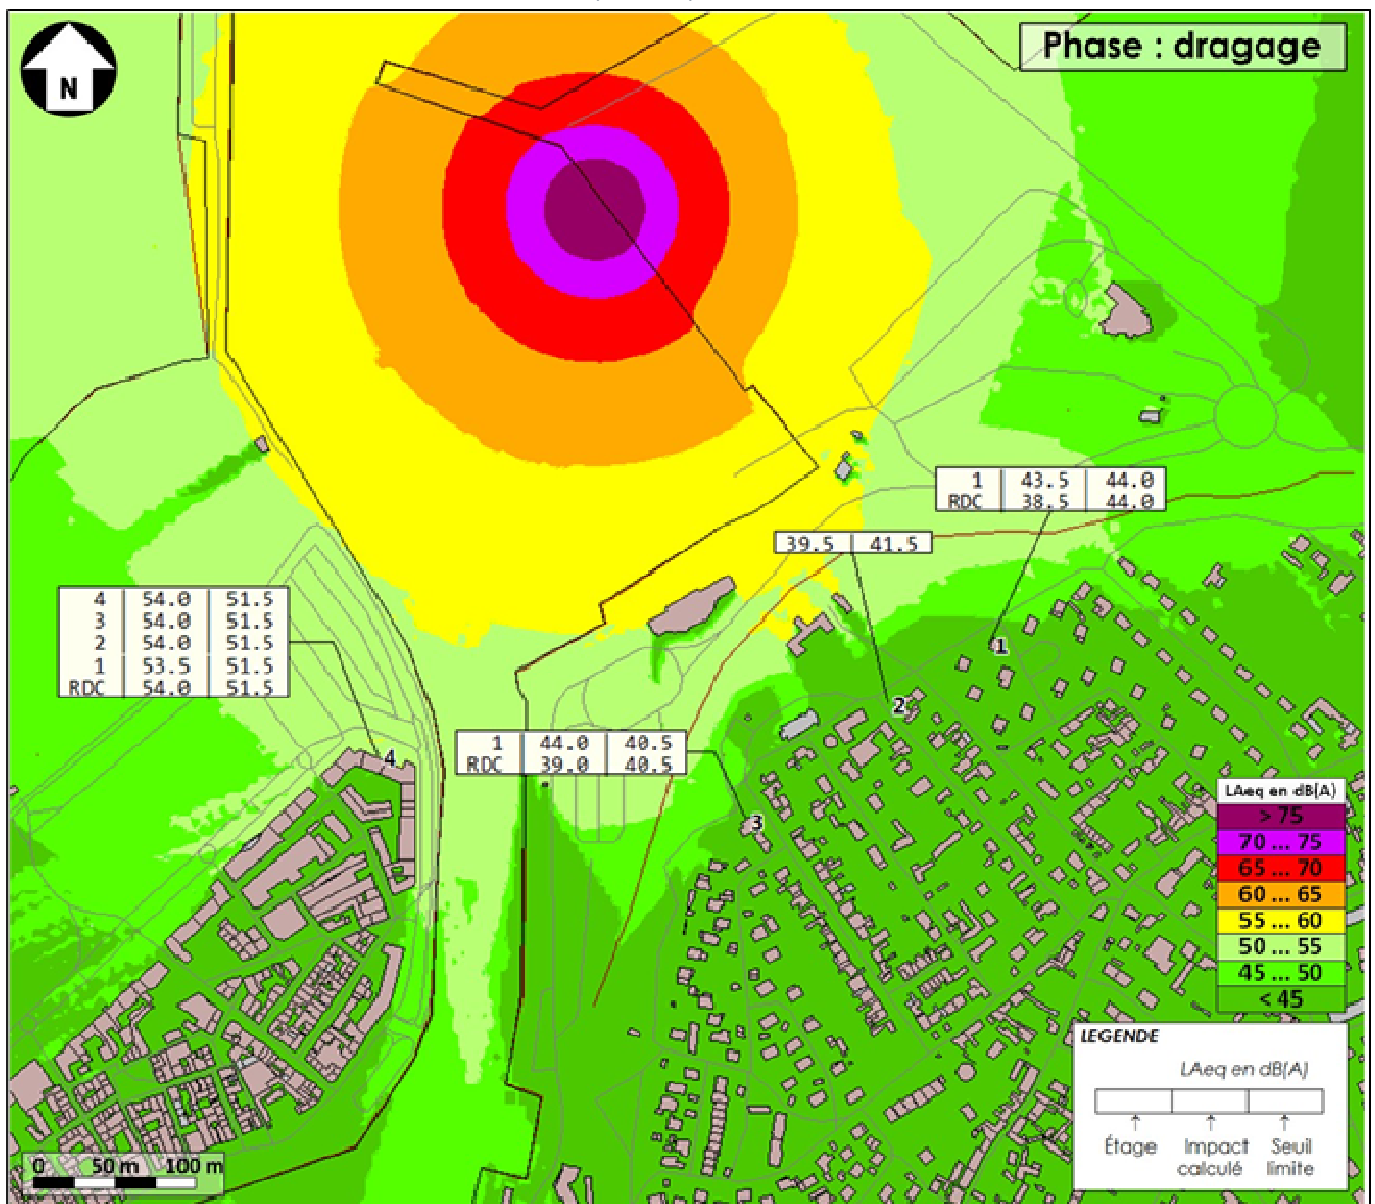 N
Phase : dragage
1 43.5 44.0
RDC 38.5 44.0
39.5 41.5
4 54.0 51.5
3 54.0 51.5
2 54.0 51.5
1 53.5 51.5
RDC 54.0 51.5
1
2
4
1 44.0 40.5
RDC 39.0 40.5
3
LAeq en dB(A)
> 75
70 ... 75
65 ... 70
60 ... 65
55 ... 60
50 ... 55
45 ... 50
< 45
LEGENDE
LAeq en dB(A)
Étage Impact calculé Seuil limite
0 50 m 100 m